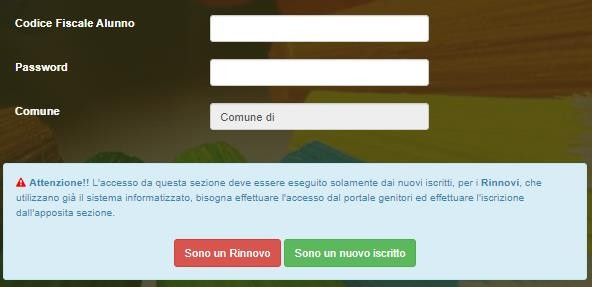 Codice Fiscale Alunno
Password
Comune
Comune di
Attenzione!! L'accesso da questa sezione deve essere eseguito solamente dai nuovi iscritti, per i Rinnovi, che
utilizzano già il sistema informatizzato, bisogna effettuare l'accesso dal portale genitori ed effettuare l'iscrizione
dall'apposita sezione.
Sono un Rinnovo
Sono un nuovo iscritto